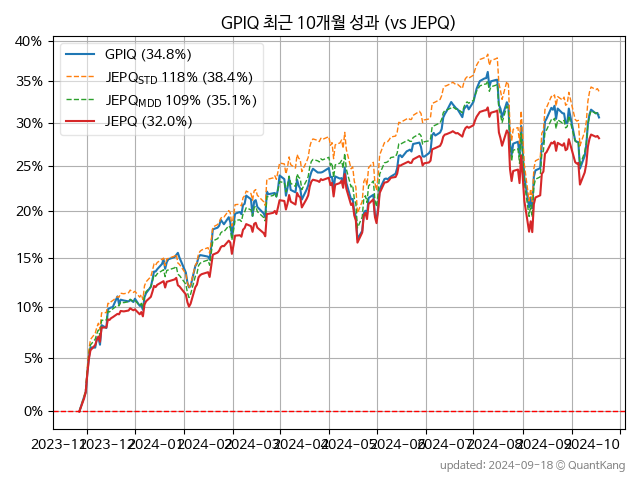 GPIQ 최근 10개월 성과 (vs JEPQ)
40%
35%
30%
25%
20%
15%
10%
5%
0%
GPIQ (34.8%)
JEPQSTD 118% (38.4%)
JEPQMDD 109% (35.1%)
JEPQ (32.0%)
2023-11 2023-12 2024-01 2024-02 2024-03 2024-04 2024-05 2024-06 2024-07 2024-08 2024-09 2024-10
updated: 2024-09-18 @ QuantKang